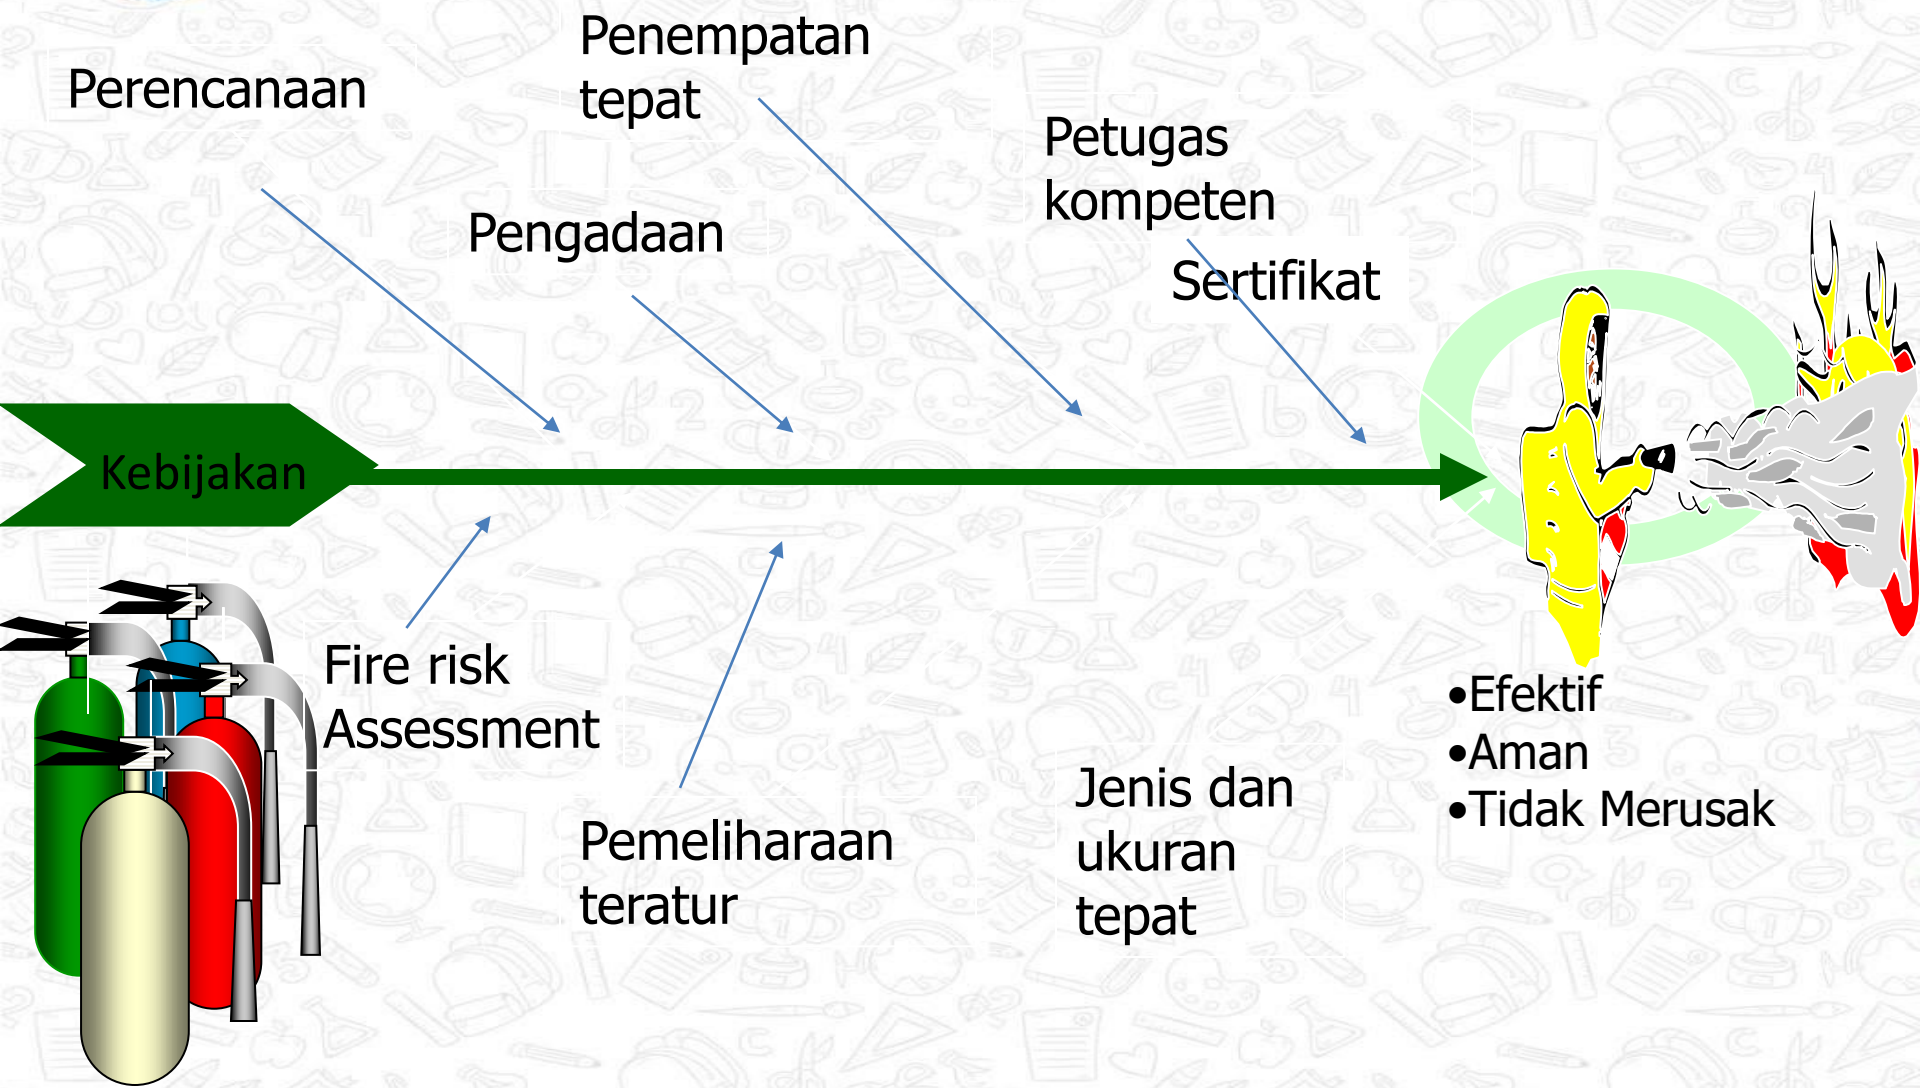 Perencanaan
Penempatan
tepat
Pengadaan
Petugas
kompeten
Sertifikat
Kebijakan
Fire risk
Assessment
Pemeliharaan
teratur
Jenis dan
ukuran
tepat
•Efektif
•Aman
•Tidak Merusak